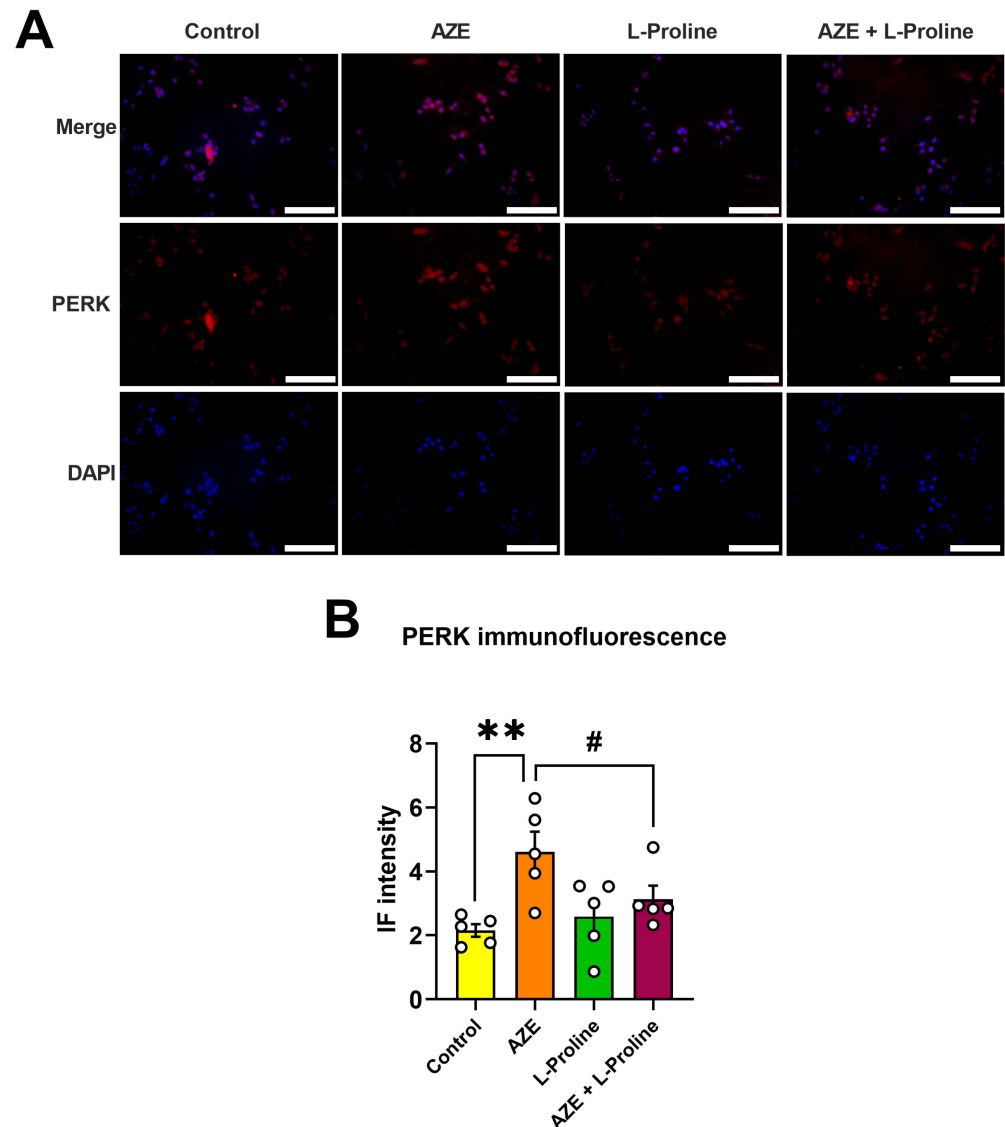 A
Control AZE L-Proline AZE + L-Proline
Merge
PERK
DAPI
B
PERK immunofluorescence
**
#
IF intensity
8
6
4
2
0
Control
AZE
L-Proline
AZE + L-Proline